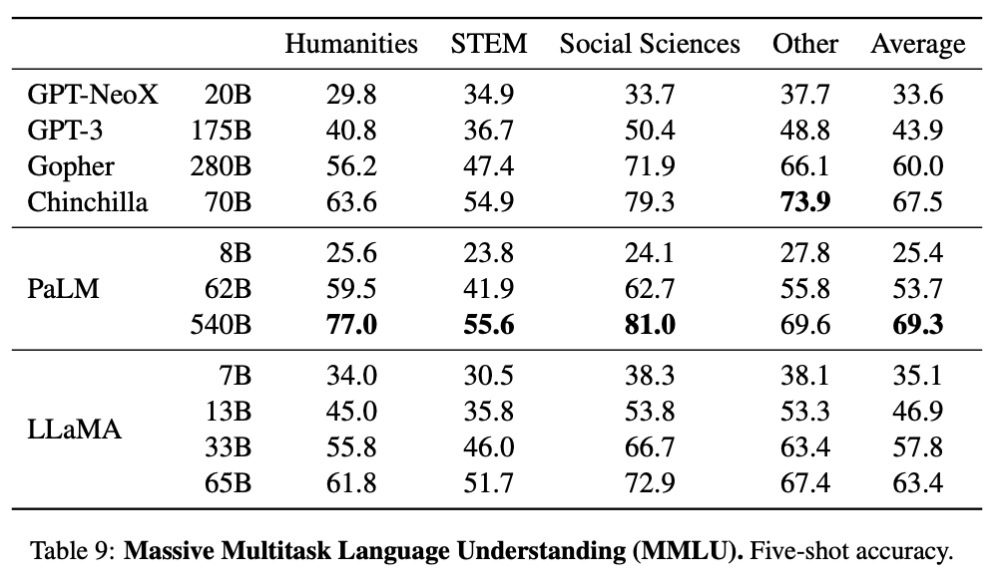 Humanities STEM Social Sciences Other Average
GPT-NeoX 20B 29.8 34.9 33.7 37.7 33.6
GPT-3 175B 40.8 36.7 50.4 48.8 43.9
Gopher 280B 56.2 47.4 71.9 66.1 60.0
Chinchilla 70B 63.6 54.9 79.3 73.9 67.5
8B 25.6 23.8 24.1 27.8 25.4
PaLM 62B 59.5 41.9 62.7 55.8 53.7
540B 77.0 55.6 81.0 69.6 69.3
7B 34.0 30.5 38.3 38.1 35.1
13B 45.0 35.8 53.8 53.3 46.9
LLaMA
33B 55.8 46.0 66.7 63.4 57.8
65B 61.8 51.7 72.9 67.4 63.4
Table 9: Massive Multitask Language Understanding (MMLU). Five-shot accuracy.